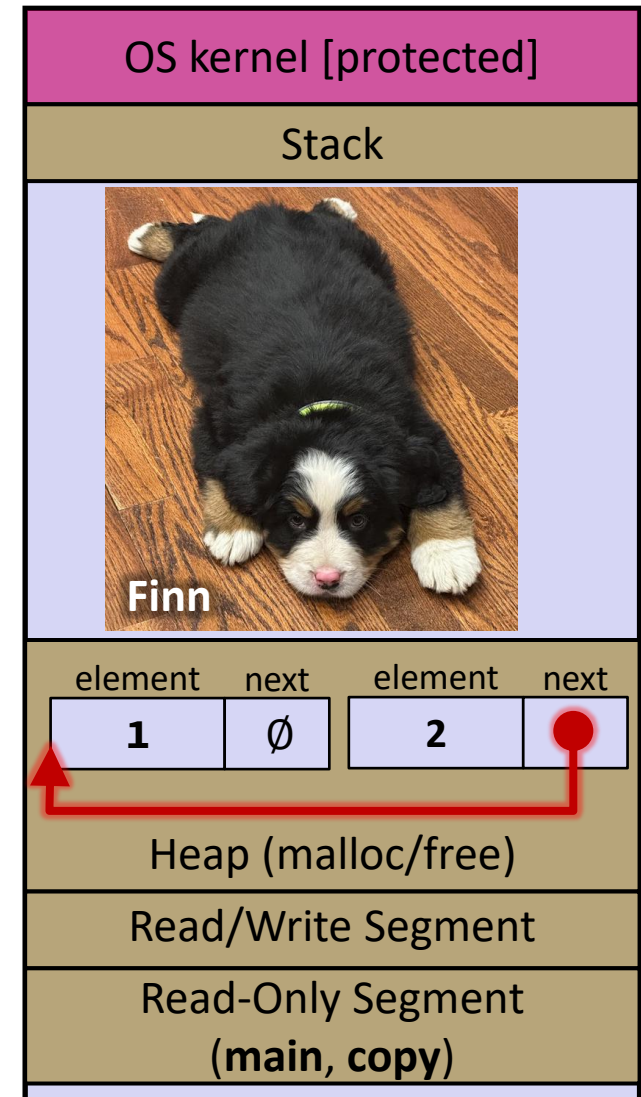 OS kernel [protected]
Stack
Finn
element next element next
1 ∅ 2
Heap (malloc/free)
Read/Write Segment
Read-Only Segment
(main, copy)